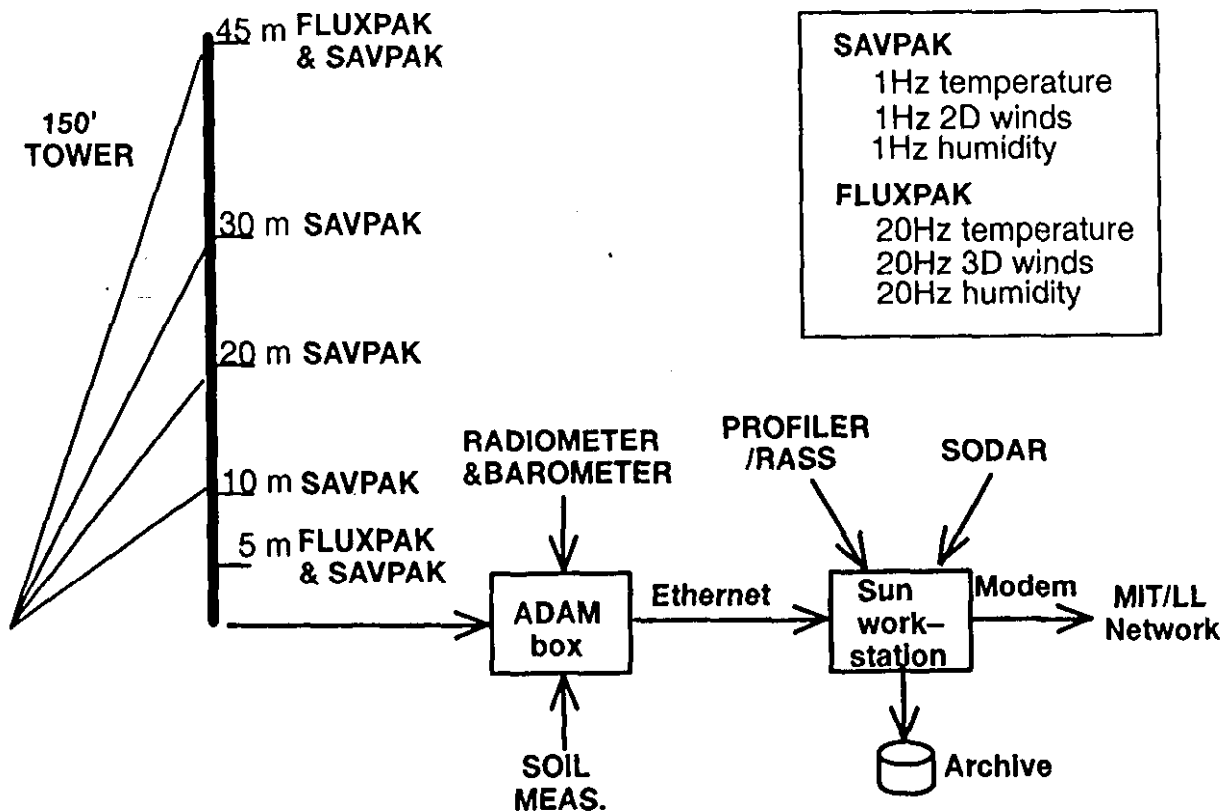 45 m FLUXPAK
& SAVPAK
150'
TOWER
30 m SAVPAK
20 m SAVPAK
10 m SAVPAK
5 m FLUXPAK
& SAVPAK
SAVPAK
1Hz temperature
1Hz 2D winds
1Hz humidity
FLUXPAK
20Hz temperature
20Hz 3D winds
20Hz humidity
RADIOMETER
&BAROMETER
PROFILER
/RASS
SODAR
ADAM
box
Ethernet
Sun
work–
station
Modem
MIT/LL
Network
SOIL
MEAS.
Archive